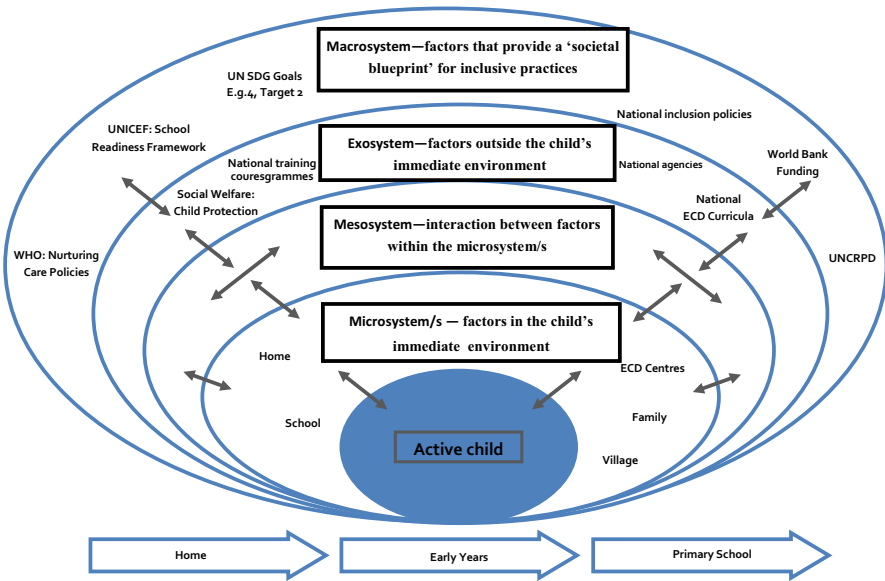 Macrosystem—factors that provide a ‘societal
blueprint’ for inclusive practices
UN SDG Goals
E.g.4, Target 2
National inclusion policies
UNICEF: School
Readiness Framework
Exosystem—factors outside the child’s
immediate environment
National training
couresgrammes
National agencies
World Bank
Funding
Social Welfare:
Child Protection
National
ECD Curricula
Mesosystem—interaction between factors
within the microsystem/s
WHO: Nurturing
Care Policies
UNCRPD
Microsystem/s — factors in the child’s
immediate environment
Home
ECD Centres
School
Family
Active child
Village
Home
Early Years
Primary School